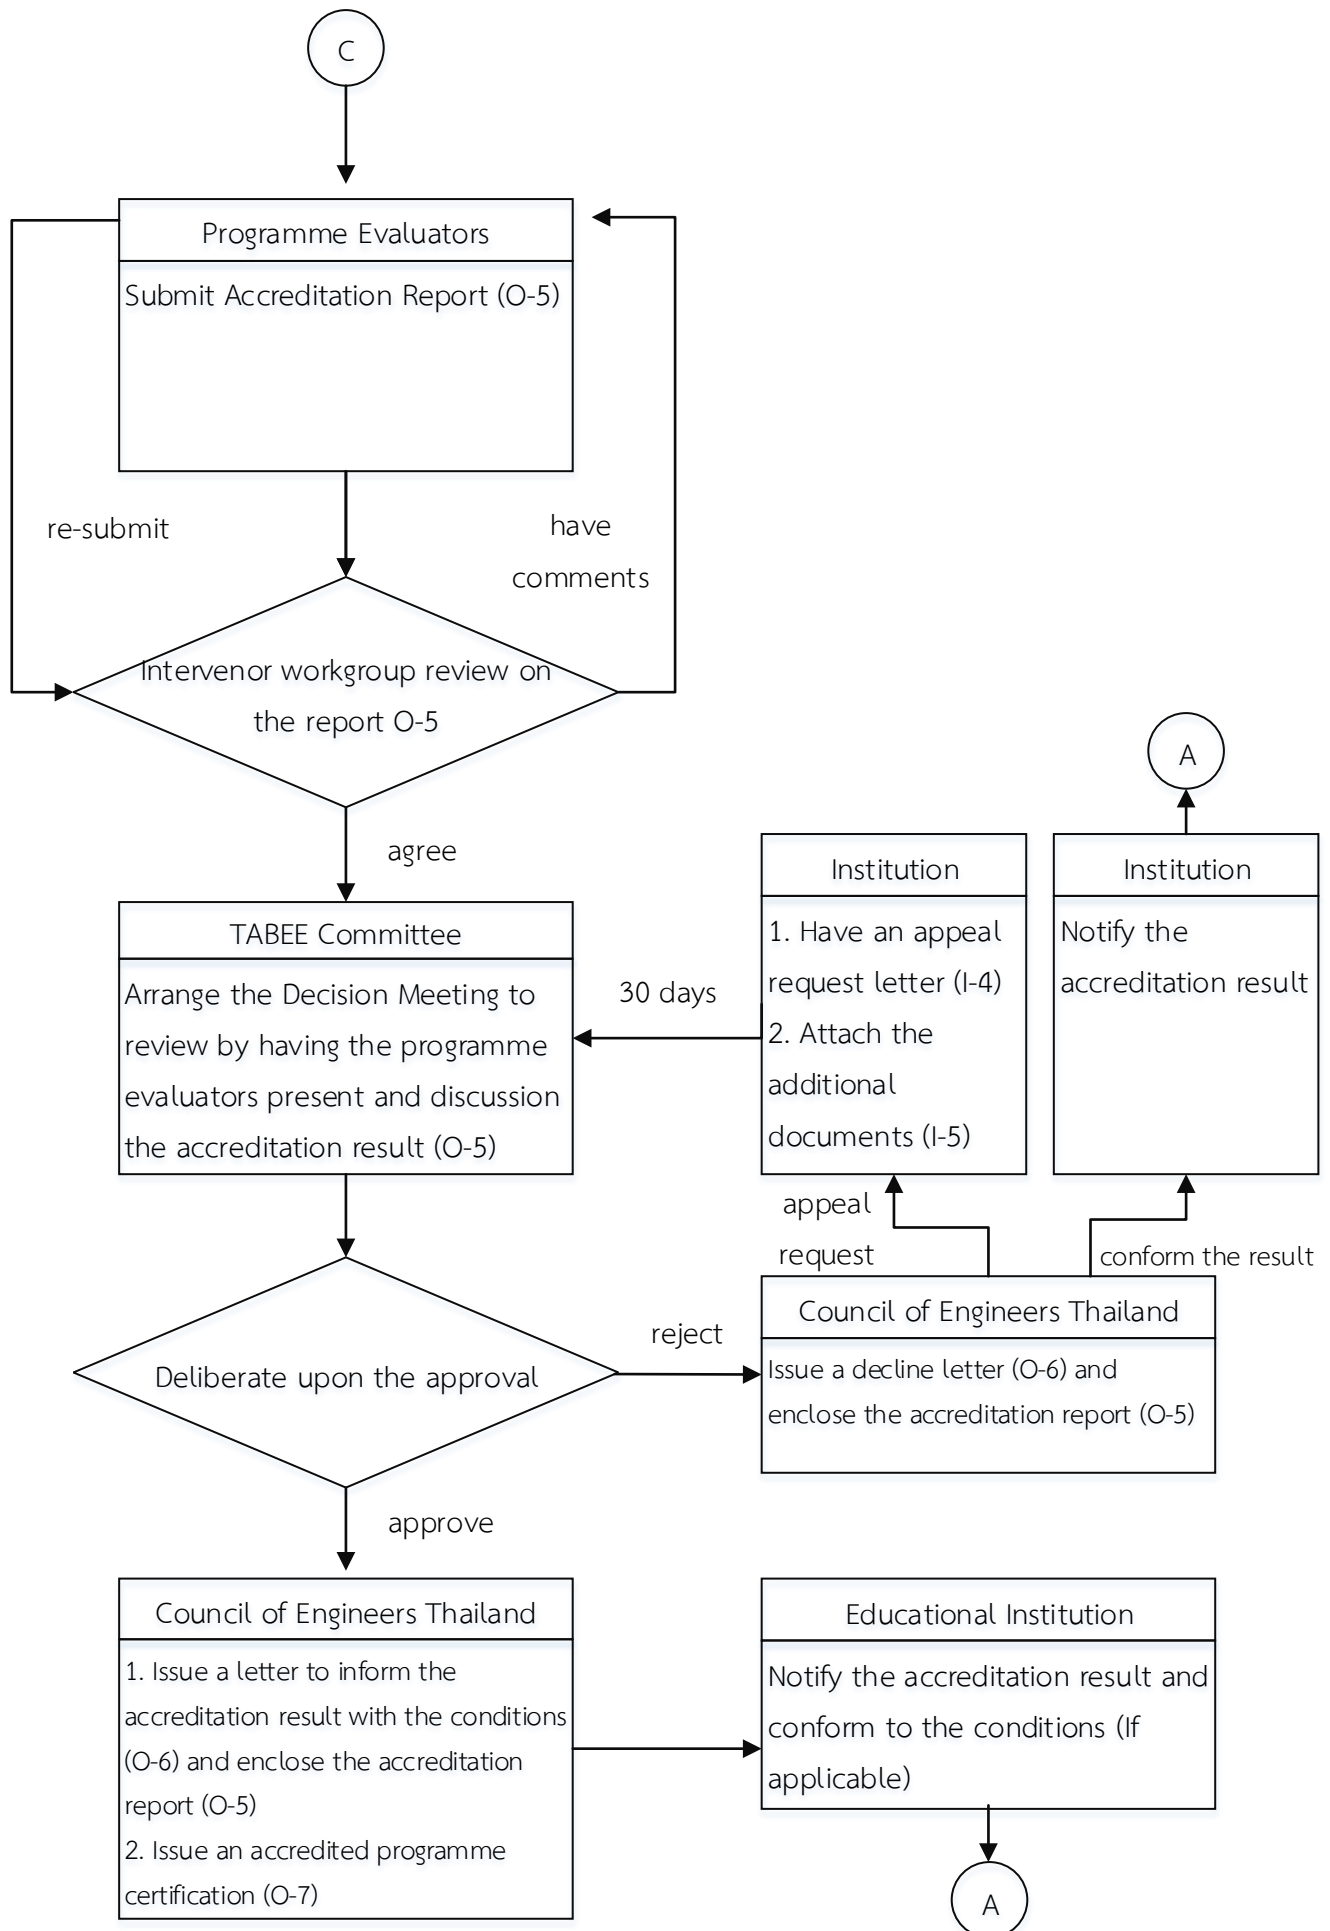 C
Programme Evaluators
Submit Accreditation Report (O-5)
re-submit
have
comments
Intervenor workgroup review on
the report O-5
agree
TABEE Committee
Arrange the Decision Meeting to
review by having the programme
evaluators present and discussion
the accreditation result (O-5)
30 days
Institution
1. Have an appeal
request letter (I-4)
2. Attach the
additional
documents (I-5)
A
Institution
Notify the
accreditation result
appeal
request
conform the result
Council of Engineers Thailand
Issue a decline letter (O-6) and
enclose the accreditation report (O-5)
reject
Deliberate upon the approval
approve
Council of Engineers Thailand
1. Issue a letter to inform the
accreditation result with the conditions
(O-6) and enclose the accreditation
report (O-5)
2. Issue an accredited programme
certification (O-7)
Educational Institution
Notify the accreditation result and
conform to the conditions (If
applicable)
A